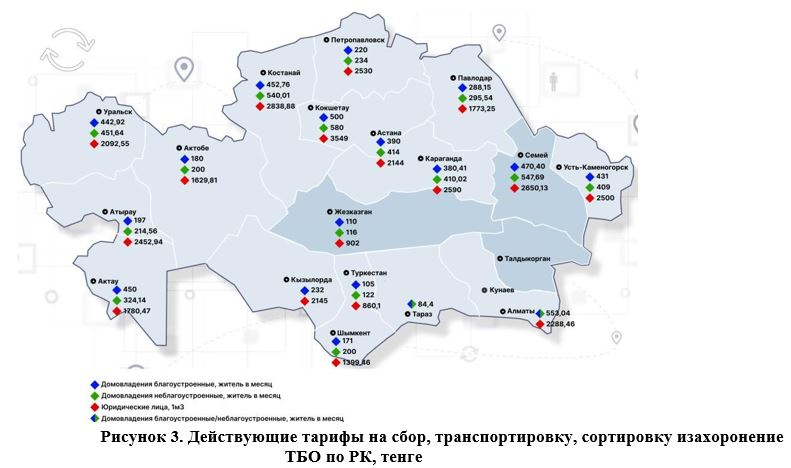 Петропавловск
220
234
2530
Костанай
452,76
540,01
2838,88
Павлодар
288,15
295,54
1773,25
Уральск
442,92
451,64
2092,55
Кокшетау
500
580
3549
Астана
390
414
2144
Актобе
180
200
1629,81
Караганда
380,41
410,02
2590
Семей
470,40
547,69
2650,13
Усть-Каменогорск
431
409
2500
Атырау
197
214,56
2452,94
Жезказган
110
116
902
Талдыкорган
Актау
450
324,14
1780,47
Кызылорда
232
2145
Туркестан
105
122
860,1
Кунаев
84,4
Тараз
Алматы
553,04
2288,46
Шымкент
171
200
1399,46
Домовладения благоустроенные, житель в месяц
Домовладения неблагоустроенные, житель в месяц
Юридические лица, 1м3
Домовладения благоустроенные/неблагоустроенные, житель в месяц
Рисунок 3. Действующие тарифы на сбор, транспортировку, сортировку изахоронение
ТБО по РК, тенге